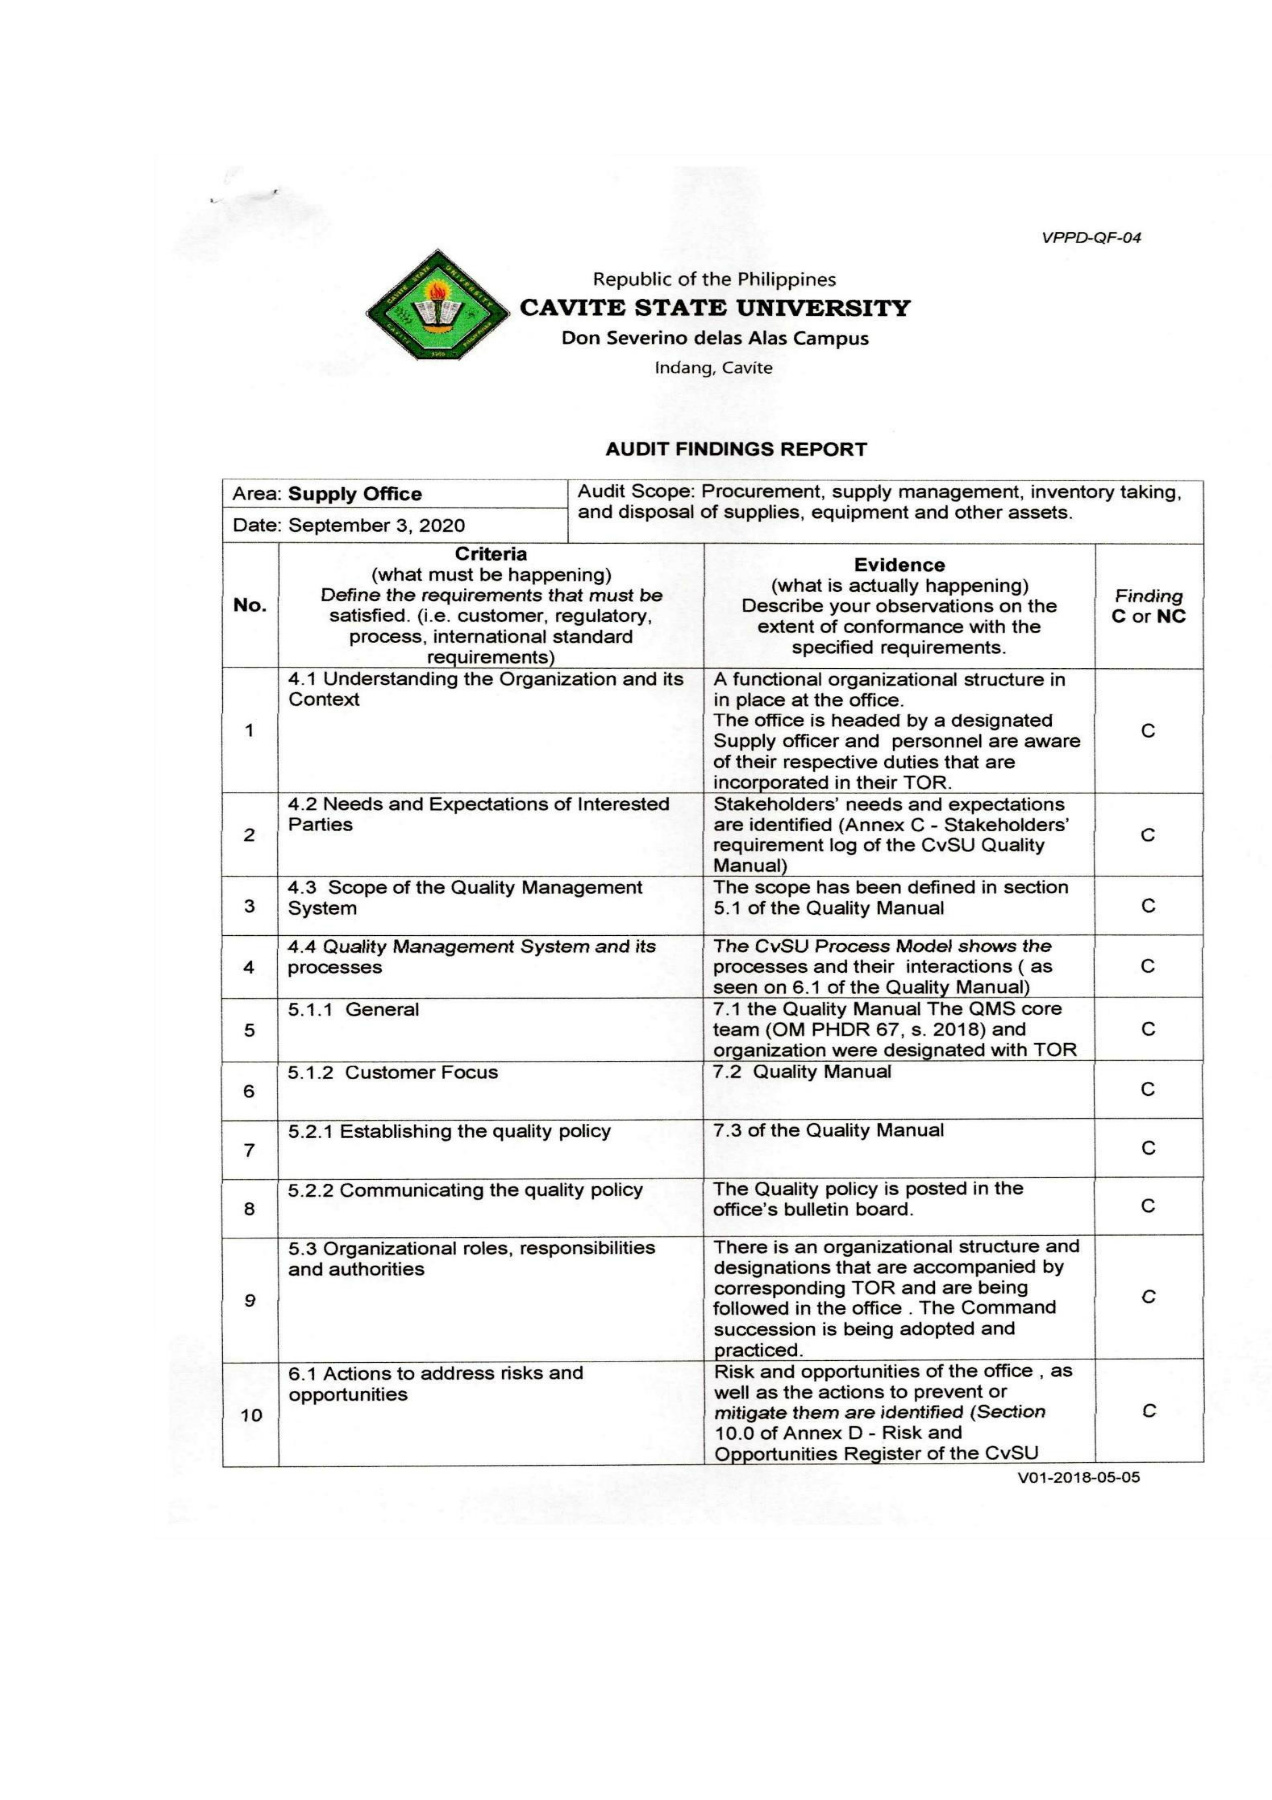 VPPD-QF-04
Republic of the Philippines
CAVITE STATE UNIVERSITY
Don Severino delas Alas Campus
Indang, Cavite
AUDIT FINDINGS REPORT
Area: Supply Office
Date: September 3, 2020
Audit Scope: Procurement, supply management, inventory taking,
and disposal of supplies, equipment and other assets.
No.
Criteria
(what must be happening)
Define the requirements that must be
satisfied. (i.e. customer, regulatory,
process, international standard
requirements)
Evidence
(what is actually happening)
Describe your observations on the
extent of conformance with the
specified requirements.
Finding
C or NC
1
4.1 Understanding the Organization and its
Context
A functional organizational structure in
in place at the office.
The office is headed by a designated
Supply officer and personnel are aware
of their respective duties that are
incorporated in their TOR.
C
2
4.2 Needs and Expectations of Interested
Parties
Stakeholders' needs and expectations
are identified (Annex C - Stakeholders'
requirement log of the CvSU Quality
Manual)
C
3
4.3 Scope of the Quality Management
System
The scope has been defined in section
5.1 of the Quality Manual
C
4
4.4 Quality Management System and its
processes
The CvSU Process Model shows the
processes and their interactions ( as
seen on 6.1 of the Quality Manual)
C
5
5.1.1 General
7.1 the Quality Manual The QMS core
team (OM PHDR 67, s. 2018) and
organization were designated with TOR
C
6
5.1.2 Customer Focus
7.2 Quality Manual
C
7
5.2.1 Establishing the quality policy
7.3 of the Quality Manual
C
8
5.2.2 Communicating the quality policy
The Quality policy is posted in the
office's bulletin board.
C
9
5.3 Organizational roles, responsibilities
and authorities
There is an organizational structure and
designations that are accompanied by
corresponding TOR and are being
followed in the office . The Command
succession is being adopted and
practiced.
C
10
6.1 Actions to address risks and
opportunities
Risk and opportunities of the office , as
well as the actions to prevent or
mitigate them are identified (Section
10.0 of Annex D - Risk and
Opportunities Register of the CvSU
C
V01-2018-05-05